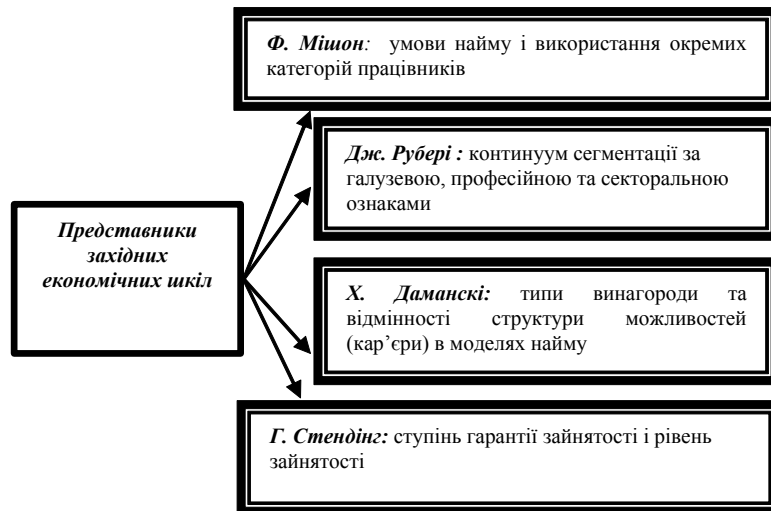 Ф. Мішон: умови найму і використання окремих
категорій працівників
Дж. Рубері : континуум сегментації за
галузевою, професійною та секторальною
ознаками
Представники
західних
економічних шкіл
Х. Даманскі: типи винагороди та
відмінності структури можливостей
(кар’єри) в моделях найму
Г. Стендінг: ступінь гарантії зайнятості і рівень
зайнятості